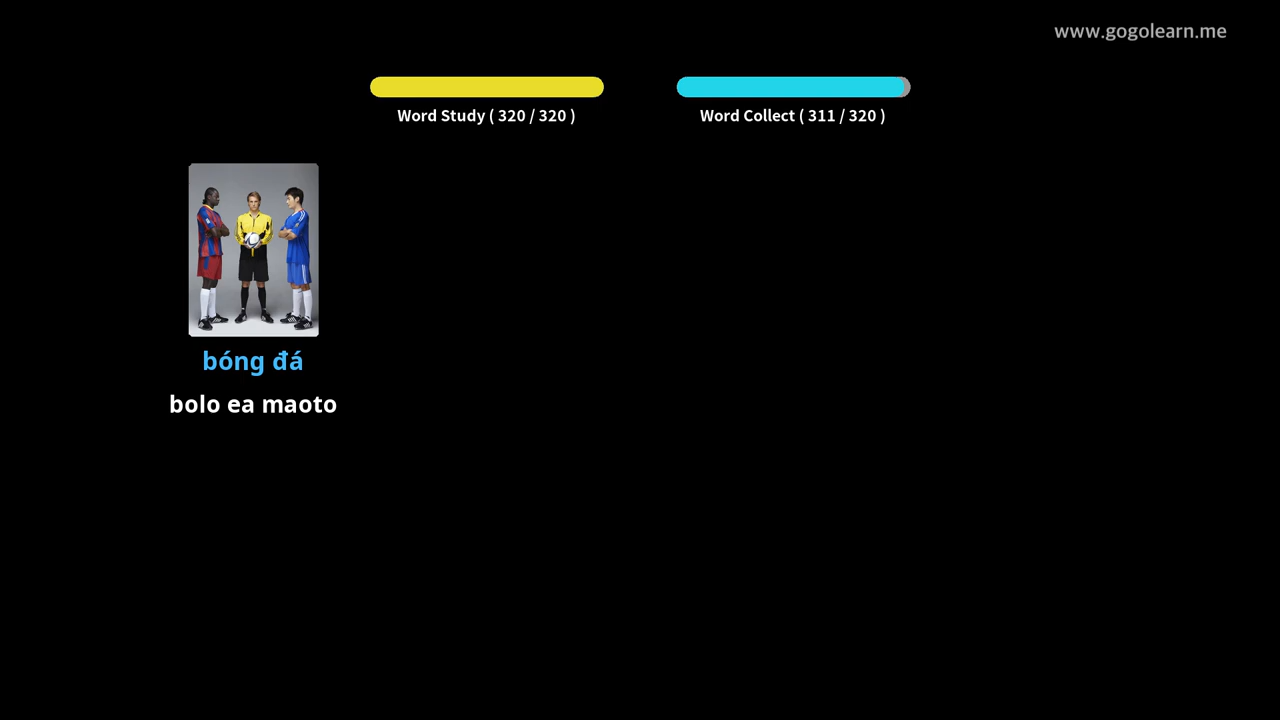 www.gogolearn.me
Word Study ( 320 / 320 )
Word Collect ( 311 / 320 )
bóng đá
bolo ea maoto